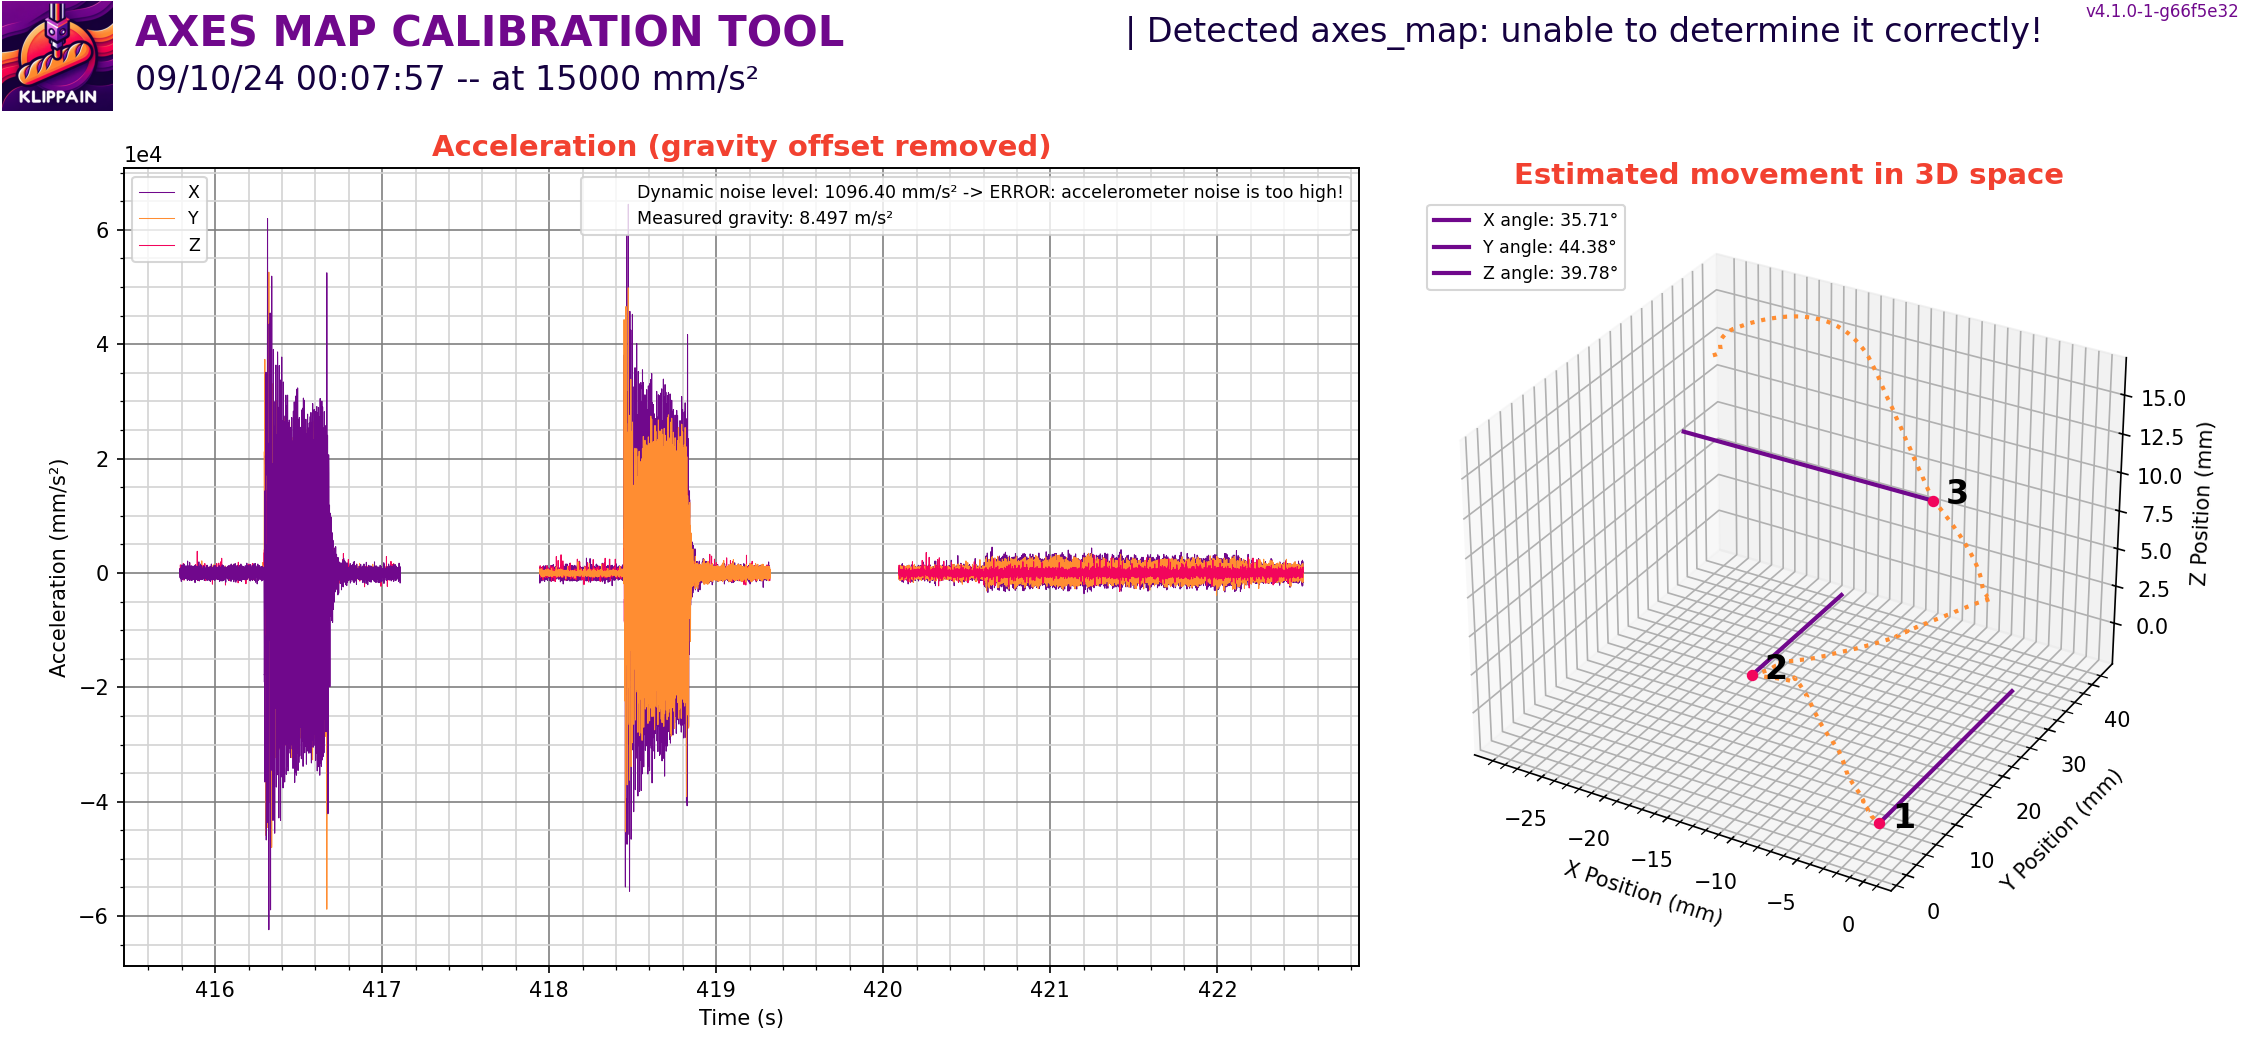 AXES MAP CALIBRATION TOOL
| Detected axes_map: unable to determine it correctly!
v4.1.0-1-g66f5e32
09/10/24 00:07:57 -- at 15000 mm/s²
KLIPPAIN
Acceleration (gravity offset removed)
1e4
X
Y
Z
Dynamic noise level: 1096.40 mm/s² -> ERROR: accelerometer noise is too high!
Measured gravity: 8.497 m/s²
6
4
2
0
−2
−4
−6
Acceleration (mm/s²)
416
417
418
419
420
421
422
Time (s)
Estimated movement in 3D space
X angle: 35.71°
Y angle: 44.38°
Z angle: 39.78°
3
2
1
15.0
12.5
10.0
7.5
5.0
2.5
0.0
Z Position (mm)
40
30
20
10
0
Y Position (mm)
−25
−20
−15
−10
−5
0
X Position (mm)